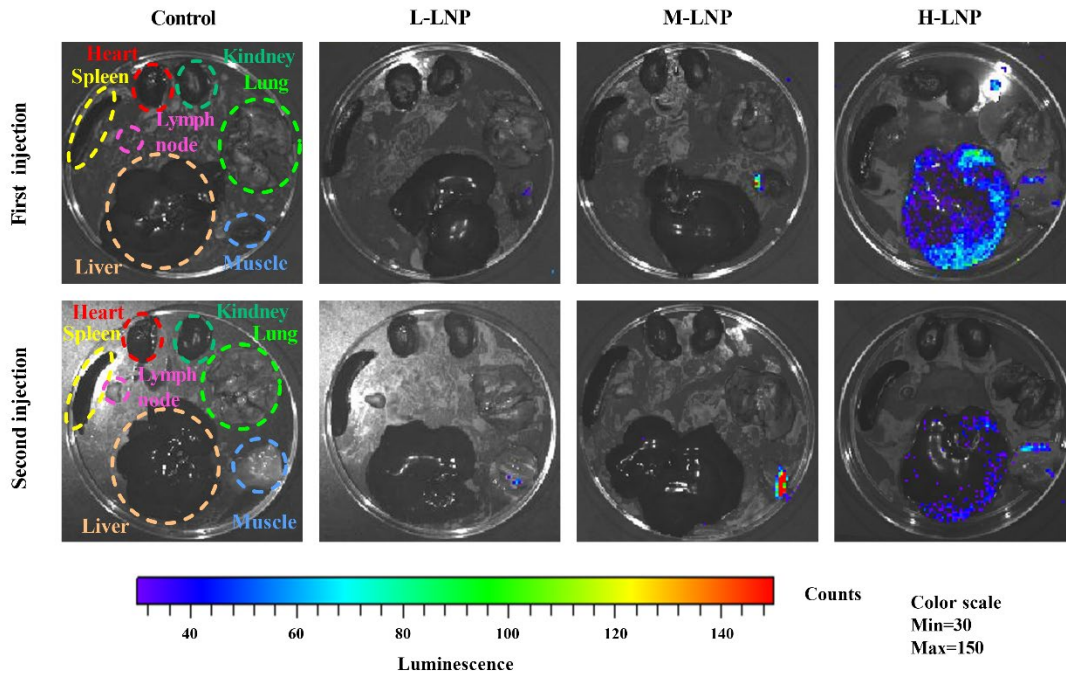 Control L-LNP M-LNP H-LNP
First injection
Heart Kindney
Spleen Lung
Lymph
node
Liver Muscle
Second injection
Heart Kidney
Spleen Lung
Lymph
node
Liver Muscle
Counts
40 60 80 100 120 140
Luminescence
Color scale
Min=30
Max=150